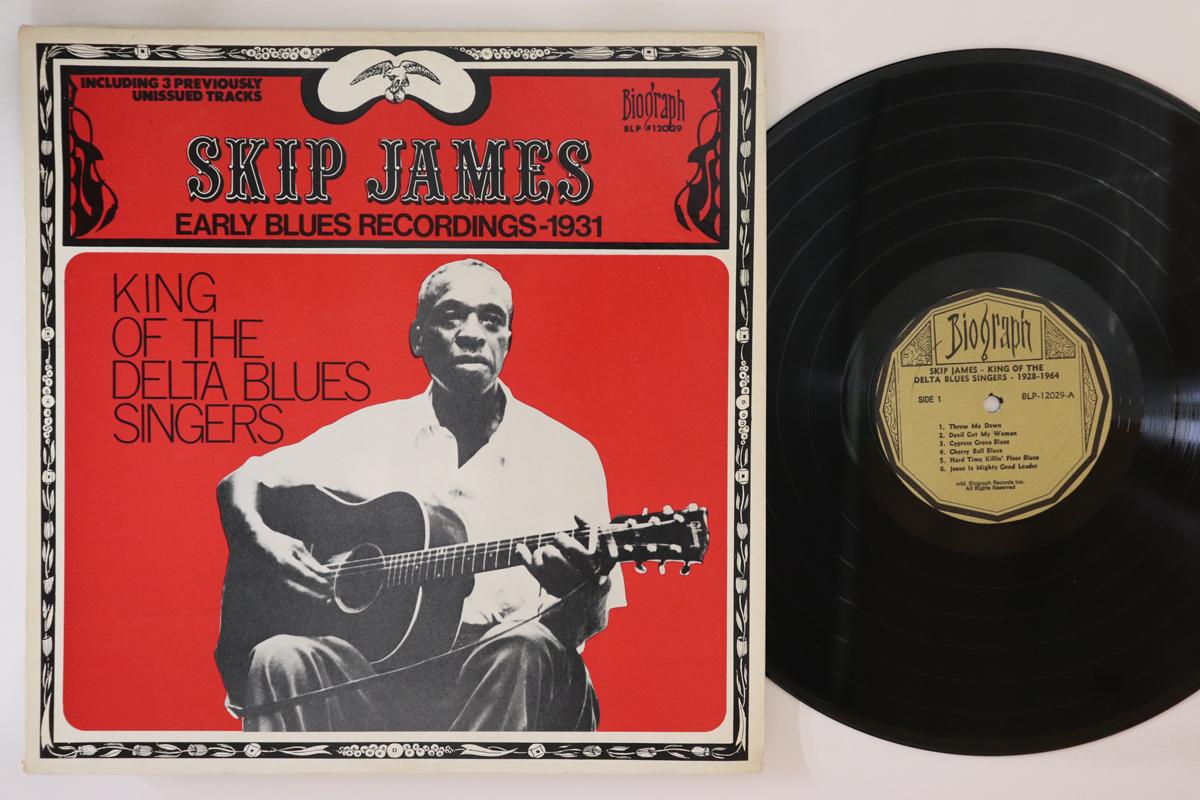 INCLUDING 3 PREVIOUSLY
UNISSUED TRACKS
Biograph
BLP 12029
SKIP JAMES
EARLY BLUES RECORDINGS-1931
KING
OF THE
DELTA BLUES
SINGERS
Biograph
SKIP JAMES - KING OF THE
DELTA BLUES SINGERS - 1928-1964
SIDE 1
BLP-12029-A
1. Throw Me Down
2. Devil Got My Woman
3. Cypress Grove Blues
4. Cherry Ball Blues
5. Hard Time Killin' Floor Blues
6. Jesus Is Mighty Good Leader
mfd. Biograph Records Inc.
All Rights Reserved